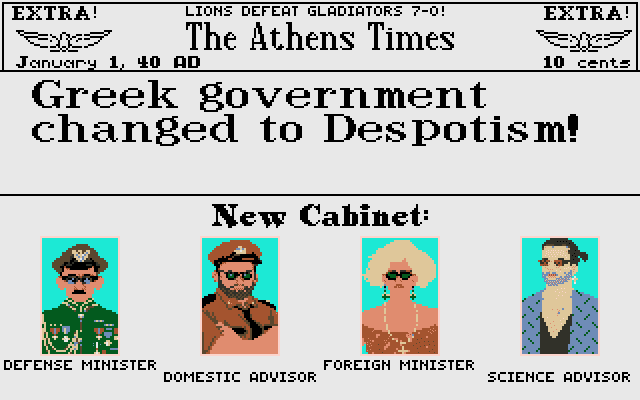 EXTRA!
LIONS DEFEAT GLADIATORS 7-0!
EXTRA!
The Athens Times
January 1, 40 AD
10 cents
Greek government
changed to Despotism!
New Cabinet:
DEFENSE MINISTER
DOMESTIC ADVISOR
FOREIGN MINISTER
SCIENCE ADVISOR